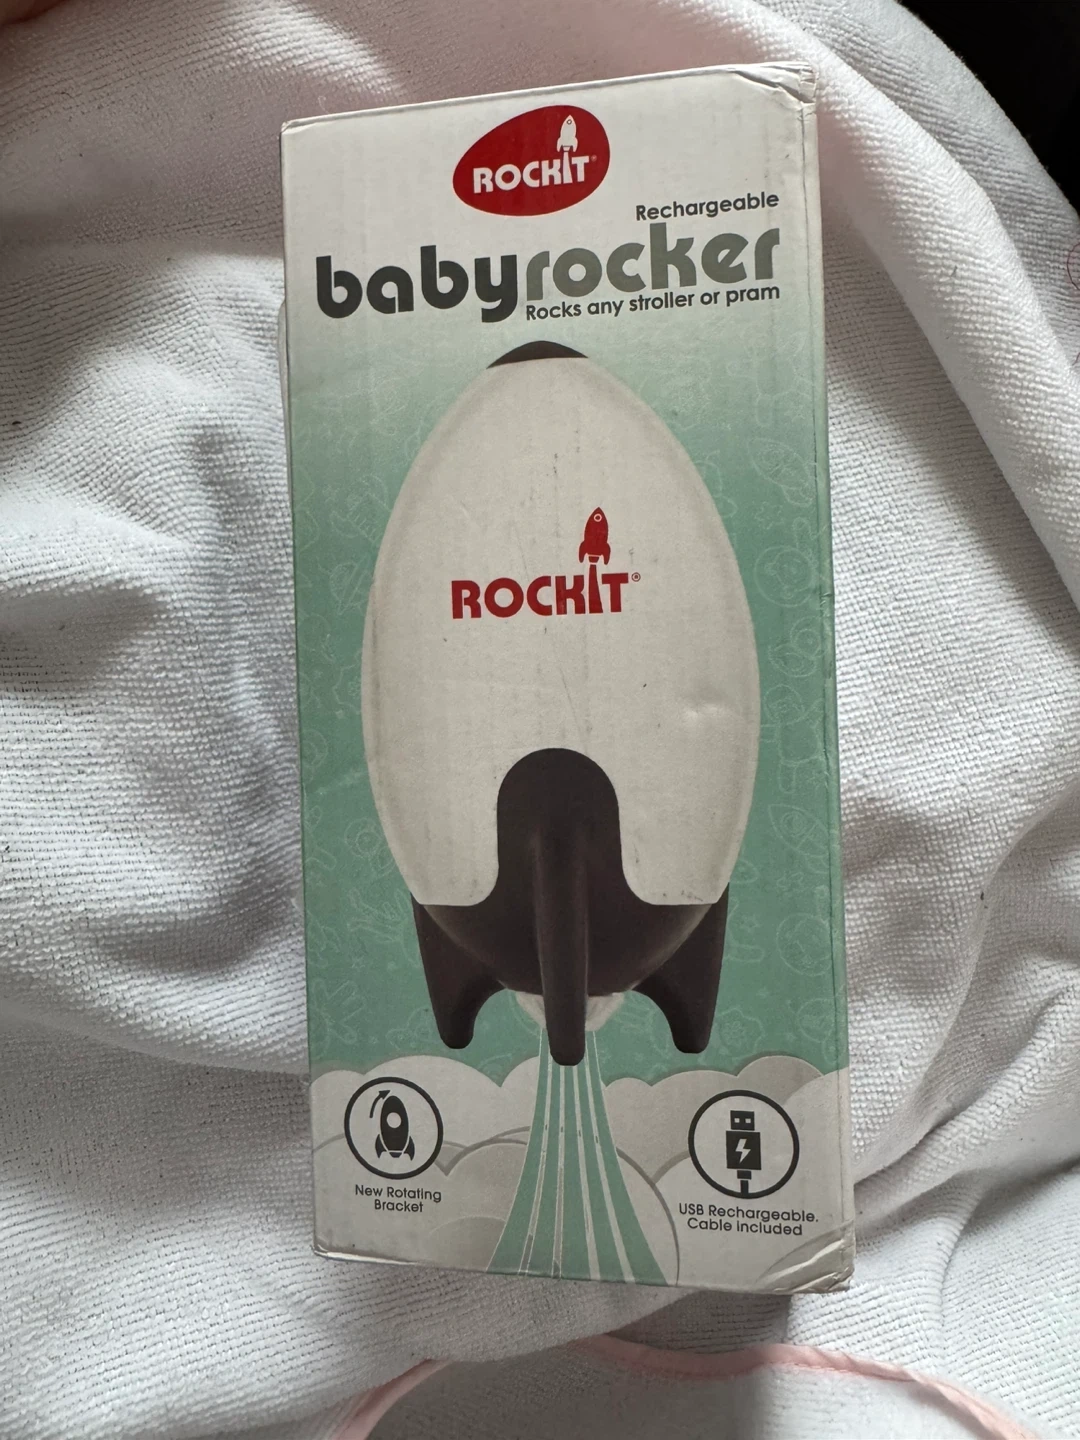 ROCKIT
Rechargeable
babyrocker
Rocks any stroller or pram
ROCKIT®
New Rotating
Bracket
USB Rechargeable.
Cable included